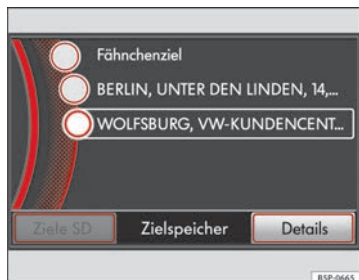 Fähnchenziel
BERLIN, UNTER DEN LINDEN, 14,...
WOLFSBURG, VW-KUNDENCENT...
Ziele SD Zielspeicher Details
BSP-0665